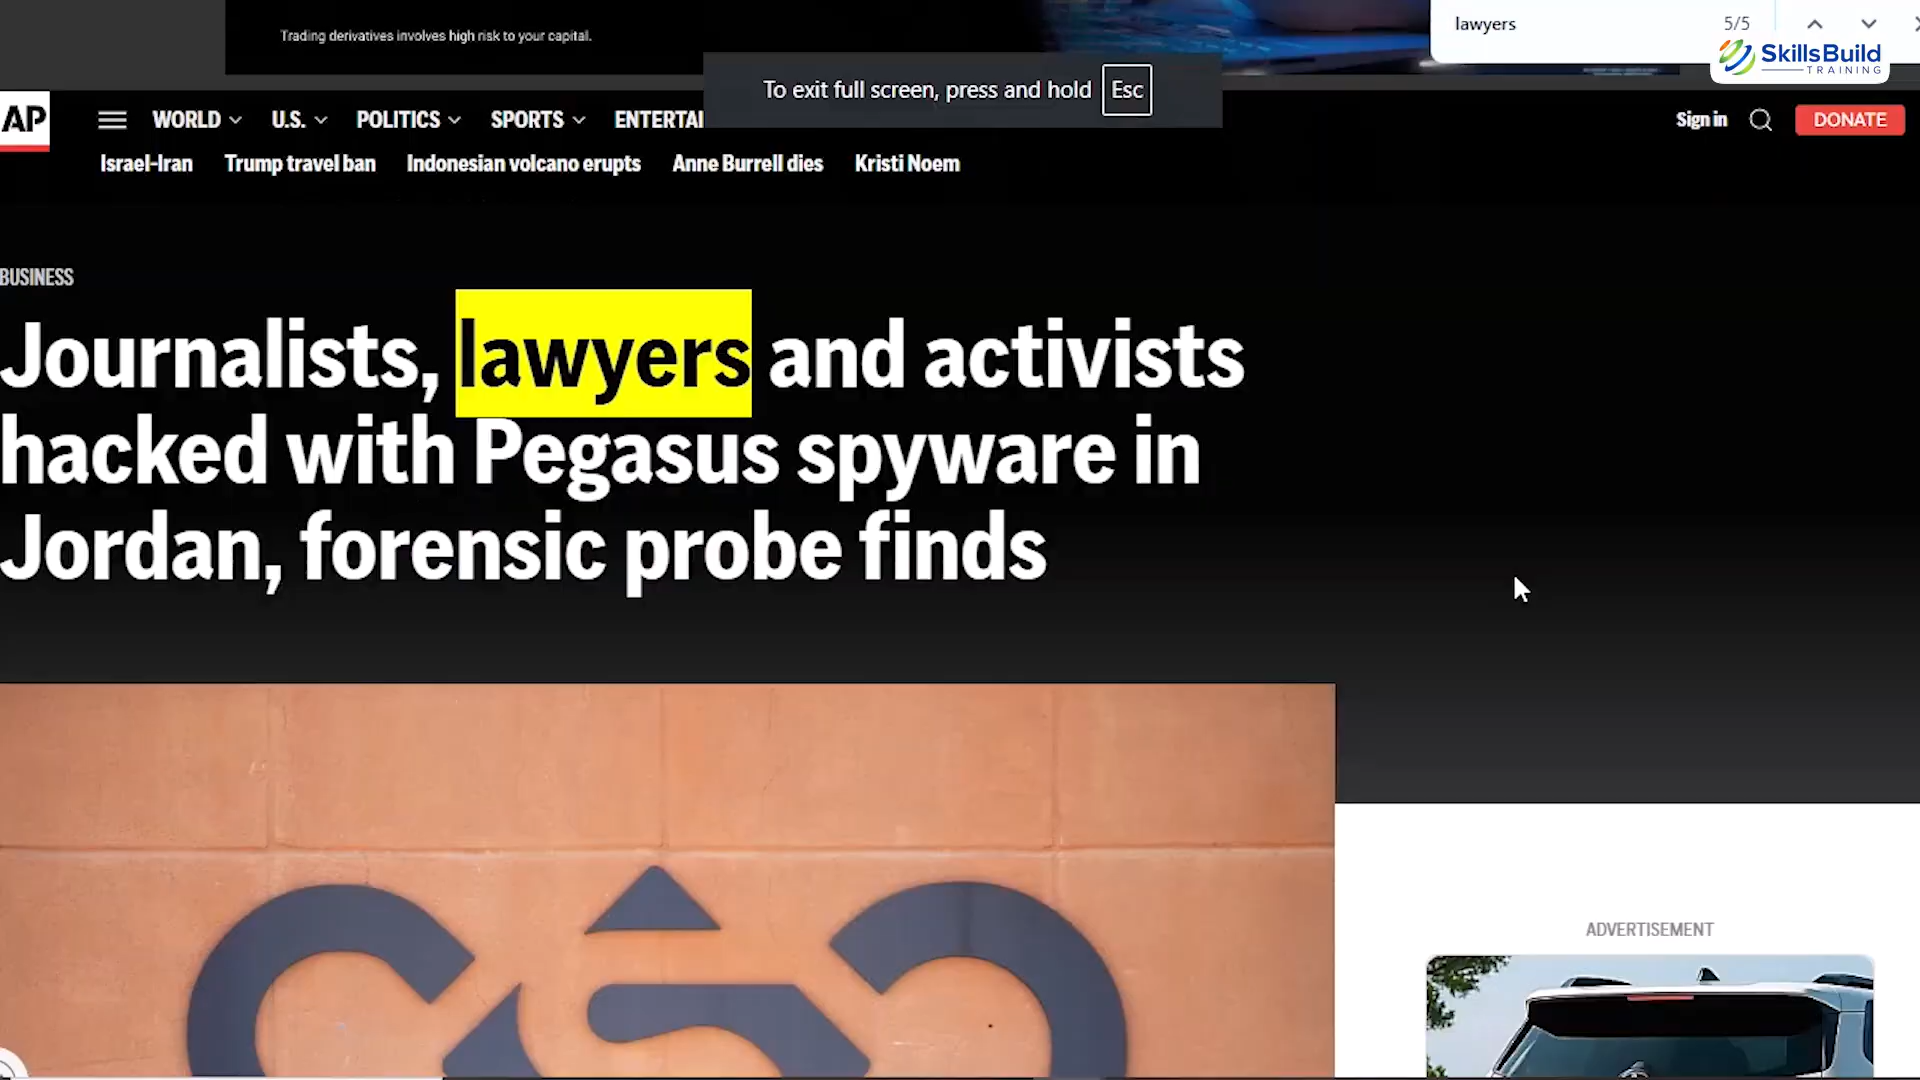 Trading derivatives involves high risk to your capital.
lawyers 5/5
SkillsBuild
TRAINING
To exit full screen, press and hold Esc
AP
WORLD U.S. POLITICS SPORTS ENTERTAI
Sign in DONATE
Israel-Iran Trump travel ban Indonesian volcano erupts Anne Burrell dies Kristi Noem
BUSINESS
Journalists, lawyers and activists
hacked with Pegasus spyware in
Jordan, forensic probe finds
ADVERTISEMENT